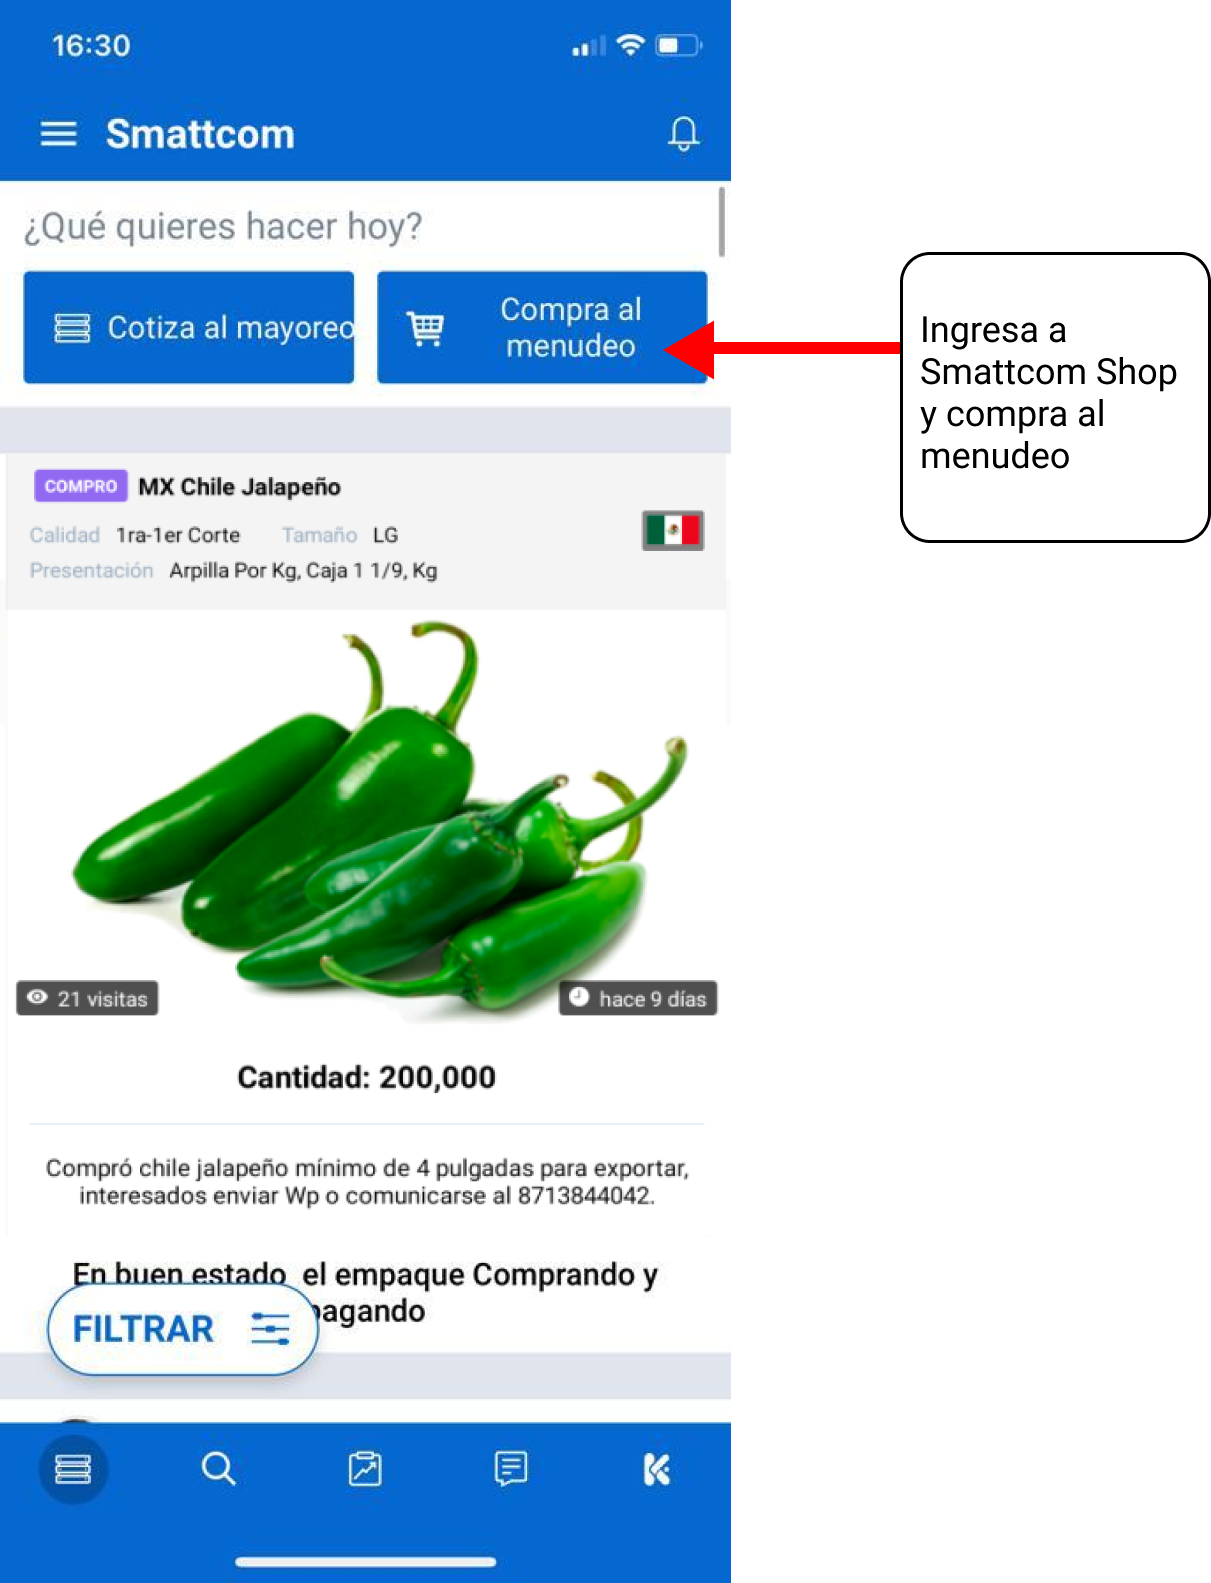 16:30
Smattcom
¿Qué quieres hacer hoy?
Cotiza al mayoreo
Compra al
menudeo
Ingresa a
Smattcom Shop
y compra al
menudeo
COMPRO MX Chile Jalapeño
Calidad 1ra-1er Corte Tamaño LG
Presentación Arpilla Por Kg, Caja 1 1/9, Kg
21 visitas
hace 9 días
Cantidad: 200,000
Compró chile jalapeño mínimo de 4 pulgadas para exportar,
interesados enviar Wp o comunicarse al 8713844042.
En buen estado el empaque Comprando y
pagando
FILTRAR